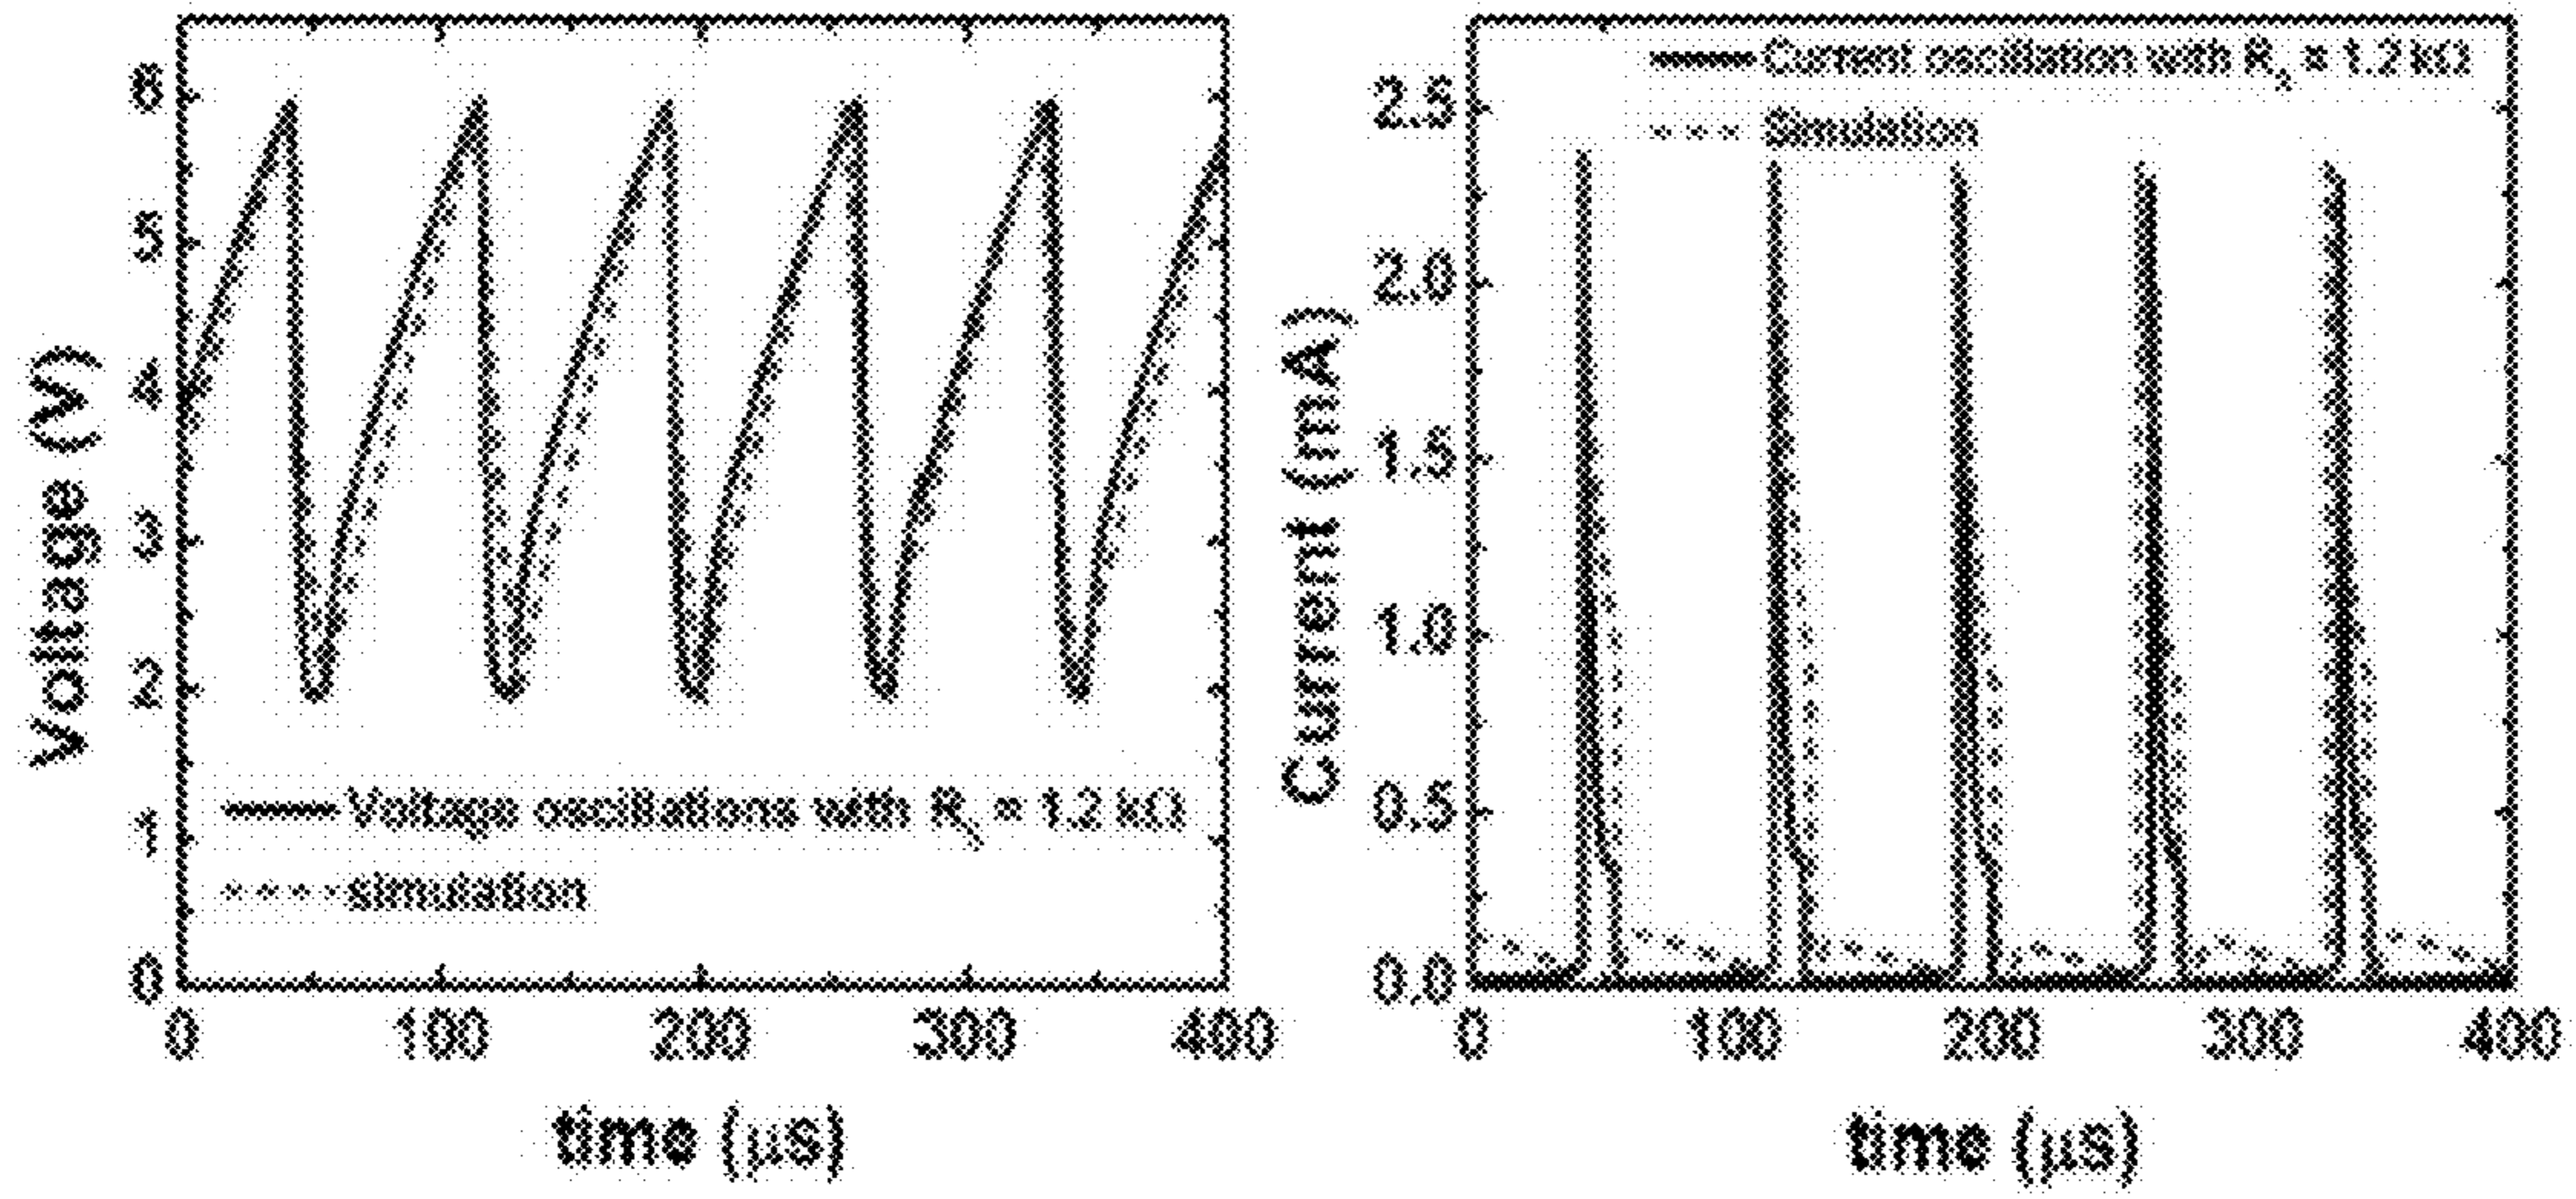 6
5
4
3
2
1
0
Voltage (V)
Voltage oscillations with R = 1.2 kΩ
simulation
0 100 200 300 400
time (μs)
Current oscillation with R = 1.2 kΩ
Simulation
2.5
2.0
1.5
1.0
0.5
0.0
Current (mA)
0 100 200 300 400
time (μs)